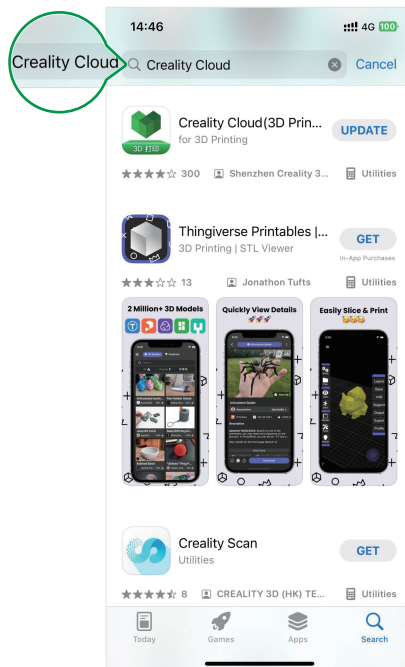 14:46
4G 100
Creality Cloud
Creality Cloud
Cancel
Creality Cloud(3D Prin...
for 3D Printing
UPDATE
3D 打印
300
Shenzhen Creality 3...
Utilities
Thingiverse Printables |...
3D Printing | STL Viewer
GET
In-App Purchases
13
Jonathon Tufts
Utilities
2 Million+ 3D Models
Quickly View Details
Easily Slice & Print
Creality Scan
Utilities
GET
8
CREALITY 3D (HK) TE...
Utilities
Today
Games
Apps
Search